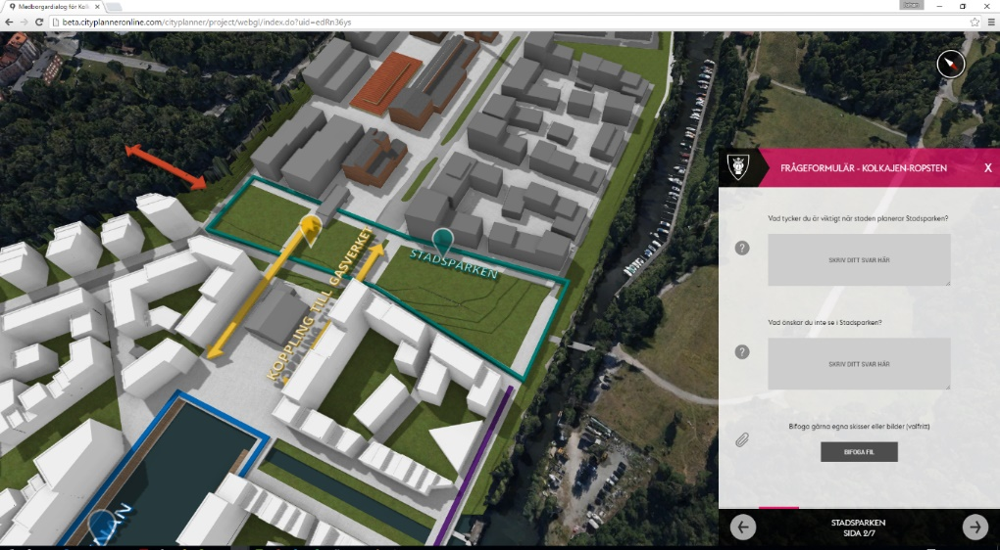 Medborgardialog för Kolk
beta.cityplanneronline.com/cityplanner/project/webgl/index.do?uid=edRn36ys
STADSPARKEN
KOPPLING TILL GASVERKET
NAN
FRÅGEFORMULÄR - KOLKAJEN-ROPSTEN
X
Vad tycker du är viktigt när staden planerar Stadsparken?
?
SKRIV DITT SVAR HÄR
Vad önskar du inte se i Stadsparken?
?
SKRIV DITT SVAR HÄR
Bifoga gärna egna skisser eller bilder (valfritt)
BIFOGA FIL
STADSPARKEN
SIDA 2/7